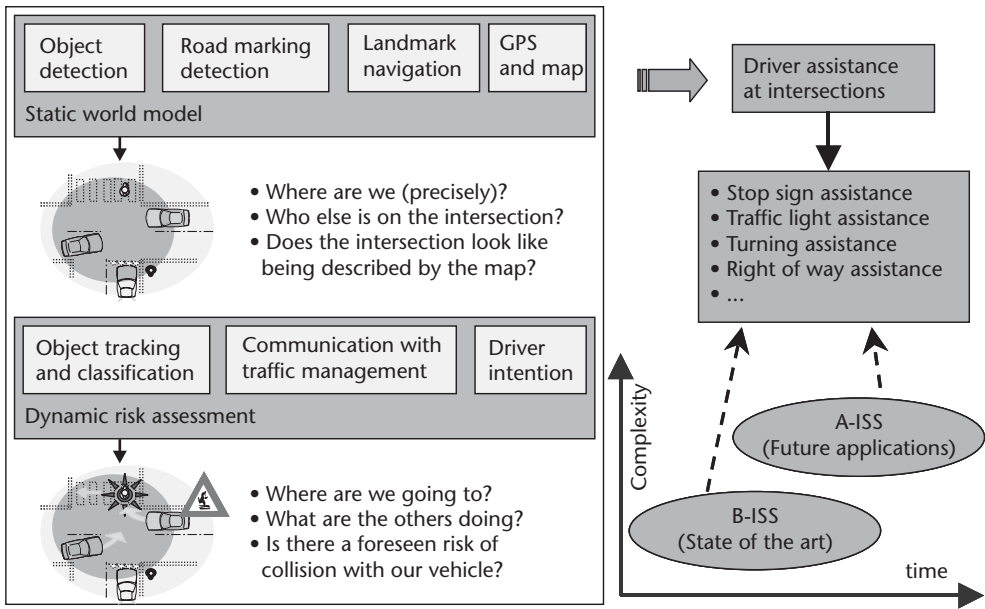 Object
detection
Road marking
detection
Landmark
navigation
GPS
and map
Static world model
• Where are we (precisely)?
• Who else is on the intersection?
• Does the intersection look like
being described by the map?
Object tracking
and classification
Communication with
traffic management
Driver
intention
Dynamic risk assessment
• Where are we going to?
• What are the others doing?
• Is there a foreseen risk of
collision with our vehicle?
Driver assistance
at intersections
• Stop sign assistance
• Traffic light assistance
• Turning assistance
• Right of way assistance
• ...
Complexity
A-ISS
(Future applications)
B-ISS
(State of the art)
time